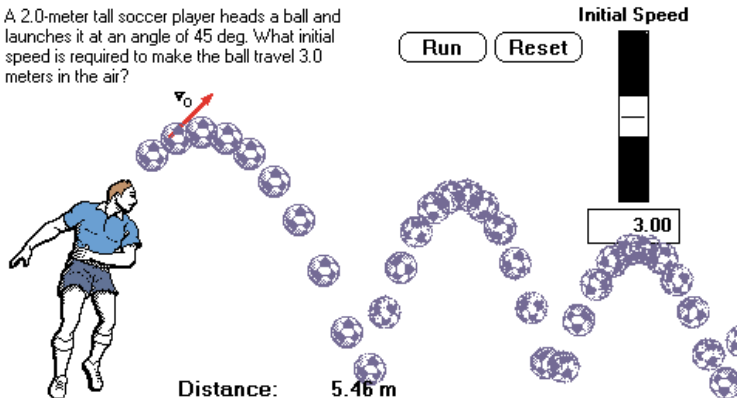 A 2.0-meter tall soccer player heads a ball and
launches it at an angle of 45 deg. What initial
speed is required to make the ball travel 3.0
meters in the air?
Initial Speed
Run
Reset
v0
3.00
Distance: 5.46 m